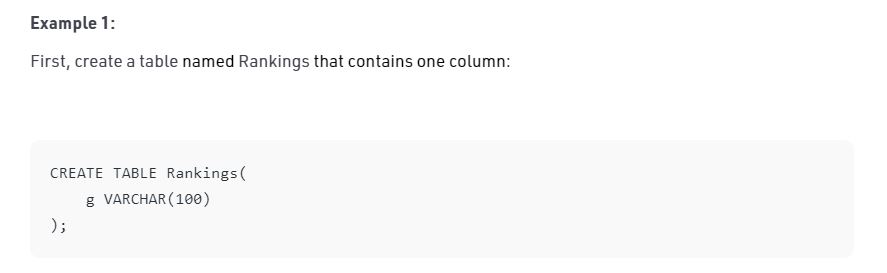 Example 1:
First, create a table named Rankings that contains one column:
CREATE TABLE Rankings(
    g VARCHAR(100)
);